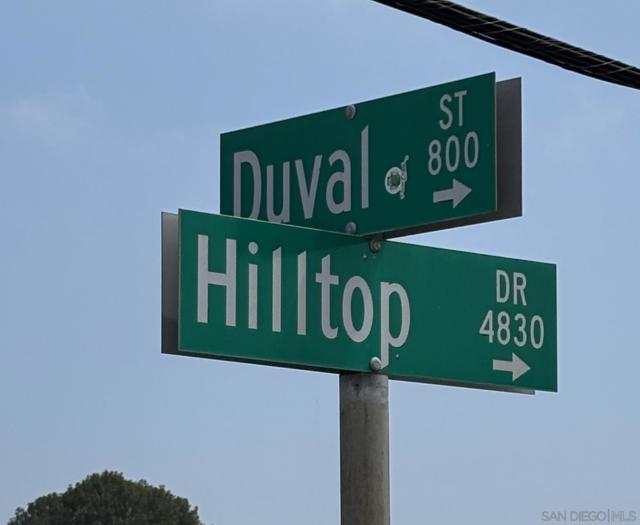 Duval ST
800
Hilltop DR
4830
SAN DIEGO|MLS